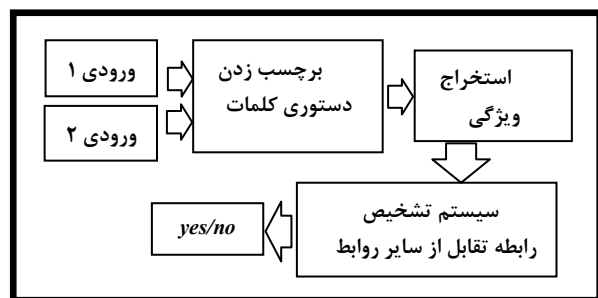 ورودی ۱
ورودی ۲
برچسب زدن
دستوری کلمات
استخراج
ویژگی
سیستم تشخیص
رابطه تقابل از سایر روابط
yes/no